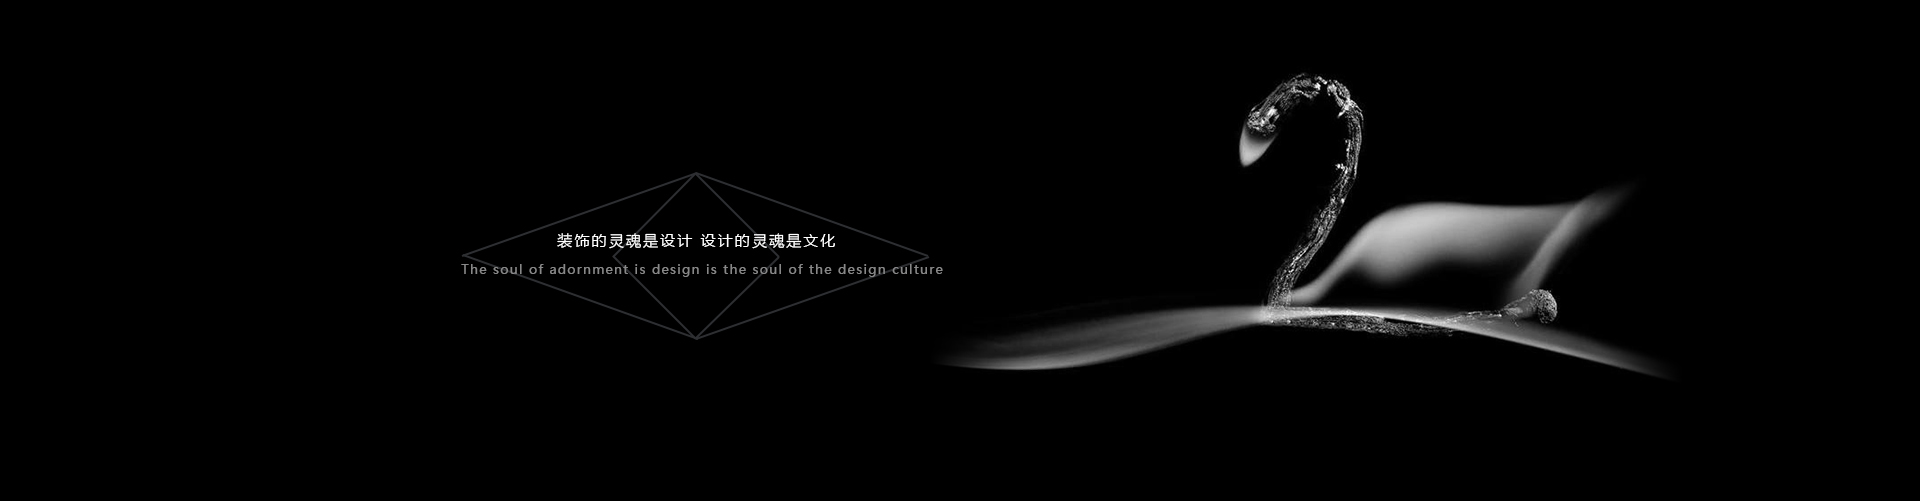 装饰的灵魂是设计 设计的灵魂是文化
The soul of adornment is design is the soul of the design culture